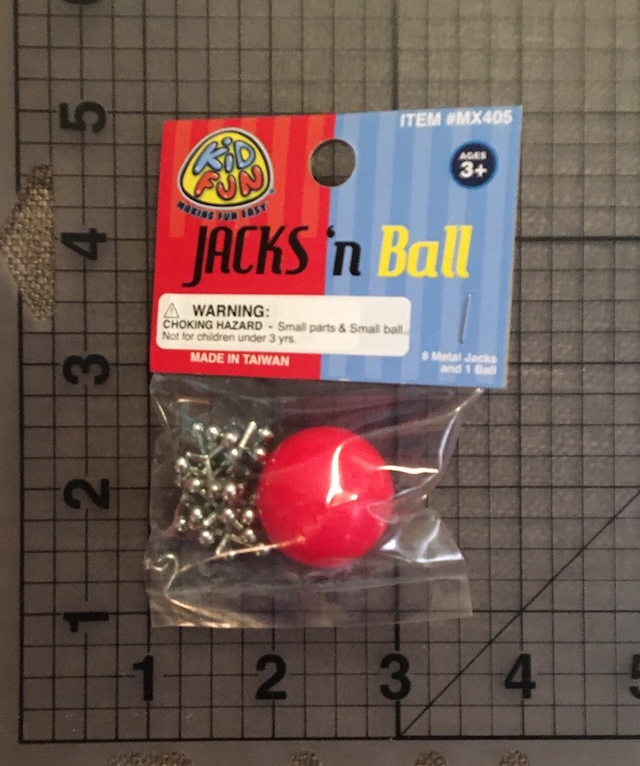 ITEM #MX405
KID
FUN
MAKING FUN EASY
AGES
3+
JACKS 'n Ball
WARNING:
CHOKING HAZARD - Small parts & Small ball.
Not for children under 3 yrs.
MADE IN TAIWAN
6 Metal Jacks
and 1 Ball
5
4
3
2
1
1
2
3
4
5